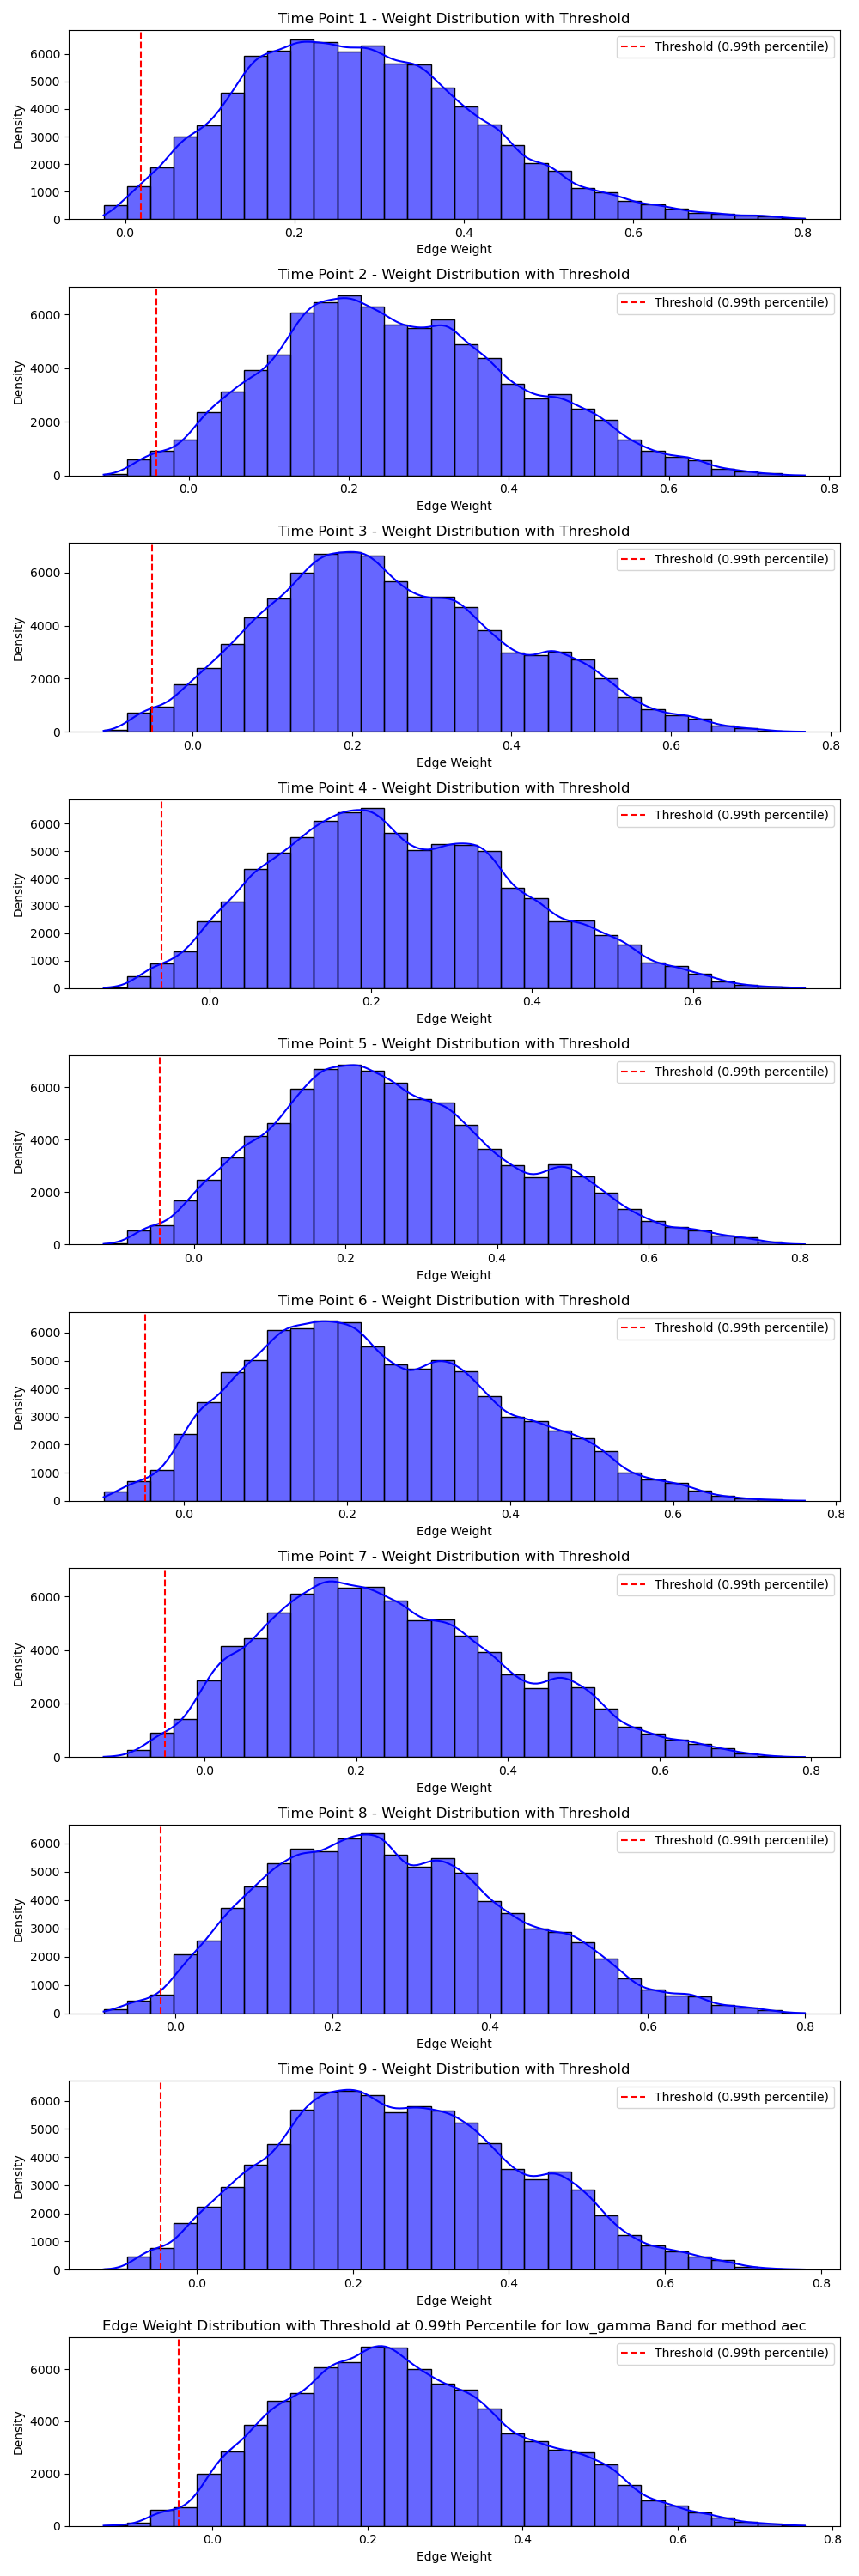 Time Point 1 - Weight Distribution with Threshold
Threshold (0.99th percentile)
Density
6000
5000
4000
3000
2000
1000
0
0.0 0.2 0.4 0.6 0.8
Edge Weight
Time Point 2 - Weight Distribution with Threshold
Threshold (0.99th percentile)
Density
6000
4000
2000
0
0.0 0.2 0.4 0.6 0.8
Edge Weight
Time Point 3 - Weight Distribution with Threshold
Threshold (0.99th percentile)
Density
6000
4000
2000
0
0.0 0.2 0.4 0.6 0.8
Edge Weight
Time Point 4 - Weight Distribution with Threshold
Threshold (0.99th percentile)
Density
6000
5000
4000
3000
2000
1000
0
0.0 0.2 0.4 0.6
Edge Weight
Time Point 5 - Weight Distribution with Threshold
Threshold (0.99th percentile)
Density
6000
4000
2000
0
0.0 0.2 0.4 0.6 0.8
Edge Weight
Time Point 6 - Weight Distribution with Threshold
Threshold (0.99th percentile)
Density
6000
5000
4000
3000
2000
1000
0
0.0 0.2 0.4 0.6 0.8
Edge Weight
Time Point 7 - Weight Distribution with Threshold
Threshold (0.99th percentile)
Density
6000
4000
2000
0
0.0 0.2 0.4 0.6 0.8
Edge Weight
Time Point 8 - Weight Distribution with Threshold
Threshold (0.99th percentile)
Density
6000
5000
4000
3000
2000
1000
0
0.0 0.2 0.4 0.6 0.8
Edge Weight
Time Point 9 - Weight Distribution with Threshold
Threshold (0.99th percentile)
Density
6000
5000
4000
3000
2000
1000
0
0.0 0.2 0.4 0.6 0.8
Edge Weight
Edge Weight Distribution with Threshold at 0.99th Percentile for low_gamma Band for method aec
Threshold (0.99th percentile)
Density
6000
4000
2000
0
0.0 0.2 0.4 0.6 0.8
Edge Weight